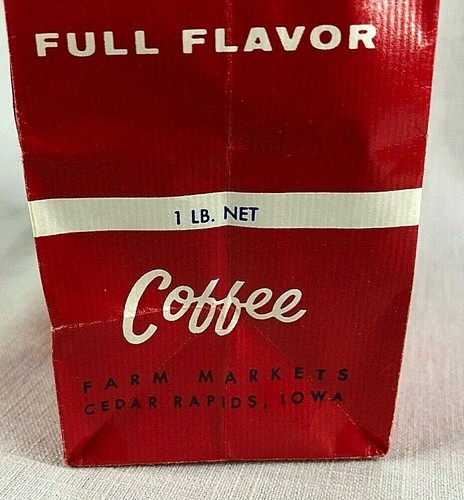 FULL FLAVOR
1 LB. NET
Coffee
FARM MARKETS
CEDAR RAPIDS, IOWA